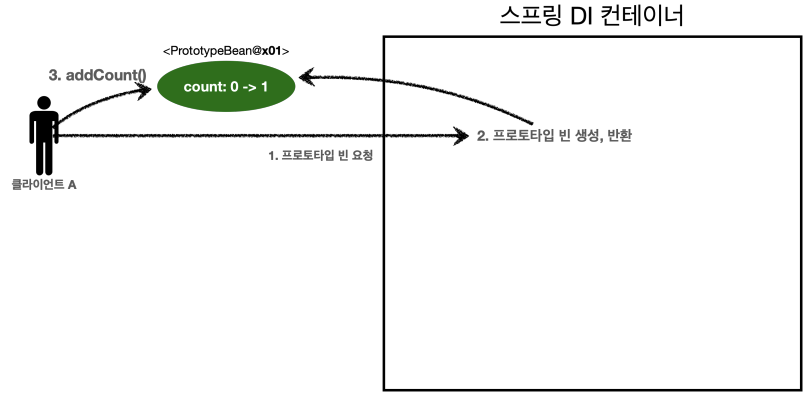 스프링 DI 컨테이너
<PrototypeBean@x01>
3. addCount()
count: 0 -> 1
2. 프로토타입 빈 생성, 반환
1. 프로토타입 빈 요청
클라이언트 A